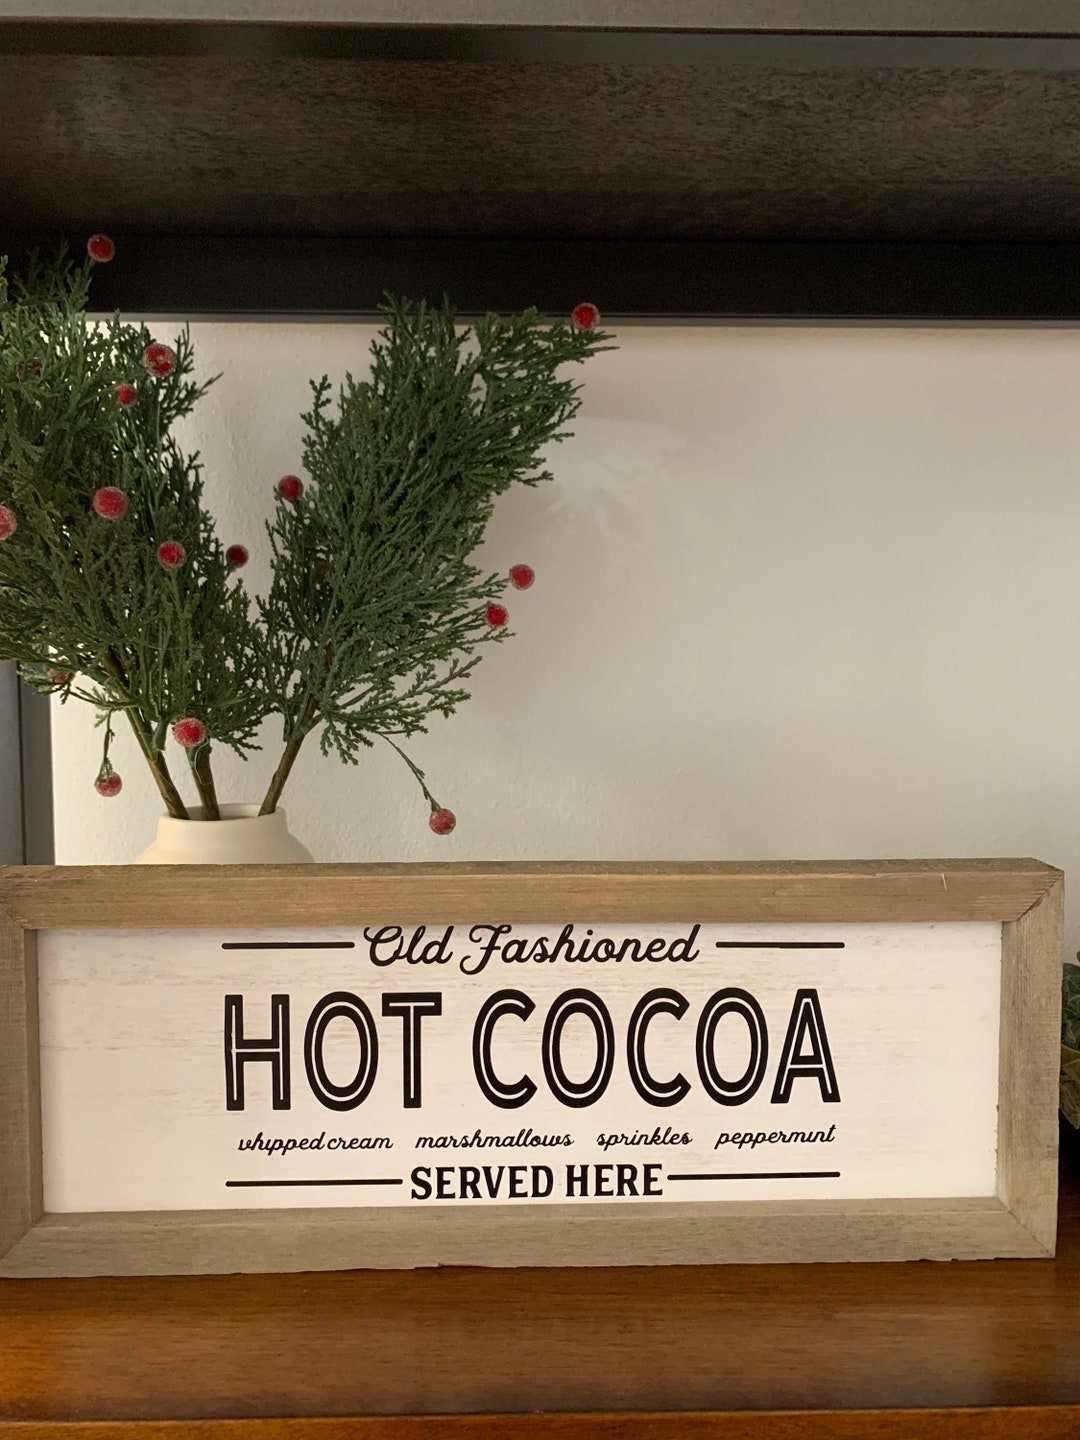 Old Fashioned
HOT COCOA
whipped cream marshmallows sprinkles peppermint
SERVED HERE